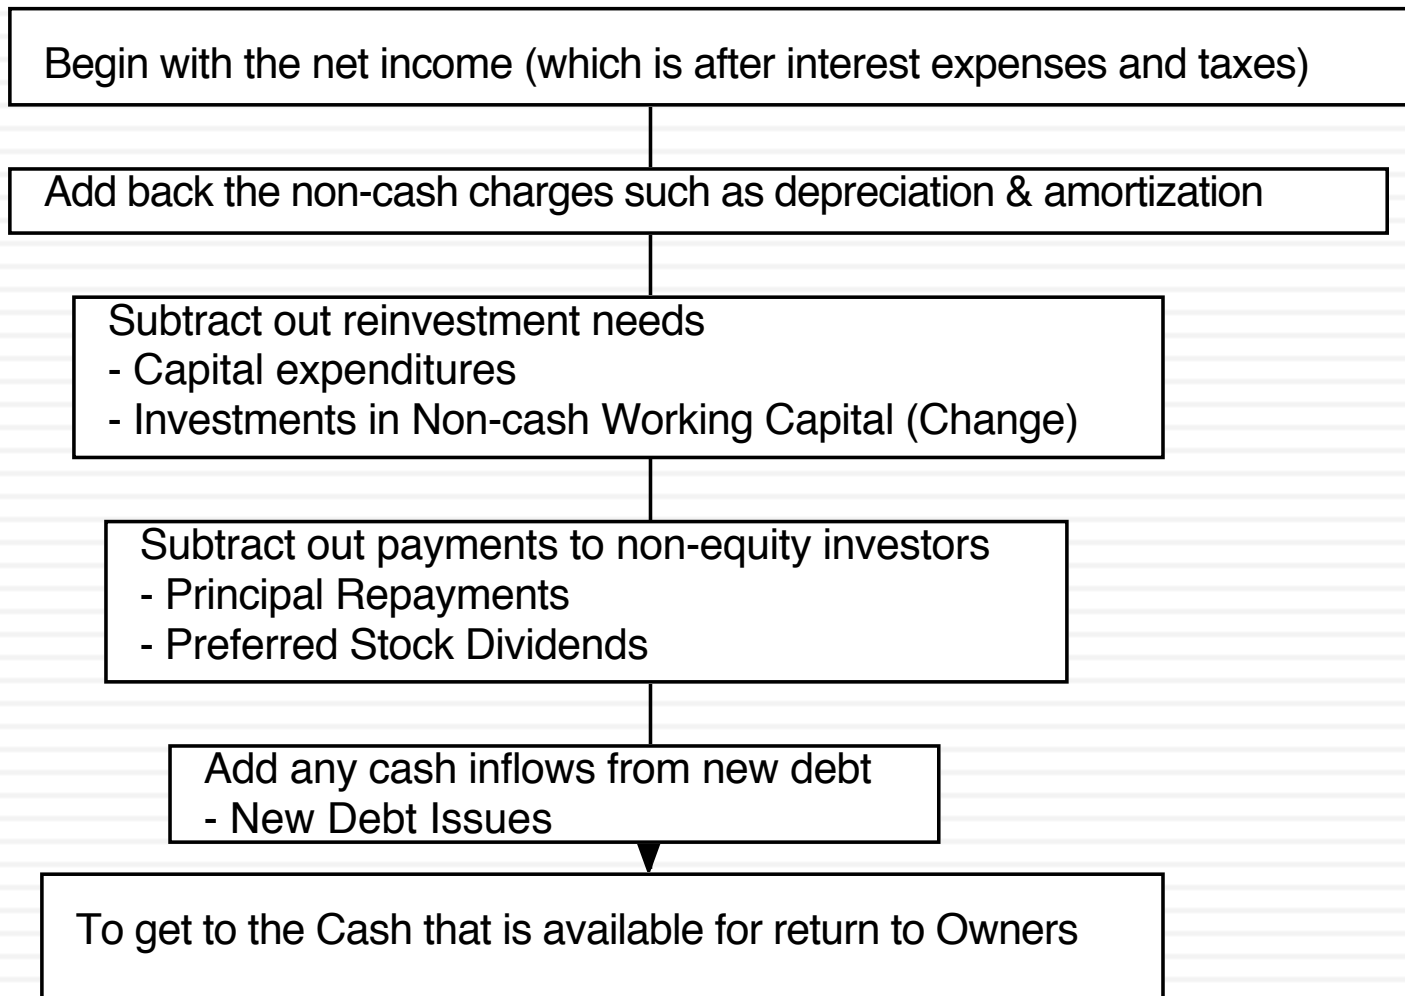 Begin with the net income (which is after interest expenses and taxes)
Add back the non-cash charges such as depreciation & amortization
Subtract out reinvestment needs
- Capital expenditures
- Investments in Non-cash Working Capital (Change)
Subtract out payments to non-equity investors
- Principal Repayments
- Preferred Stock Dividends
Add any cash inflows from new debt
- New Debt Issues
To get to the Cash that is available for return to Owners